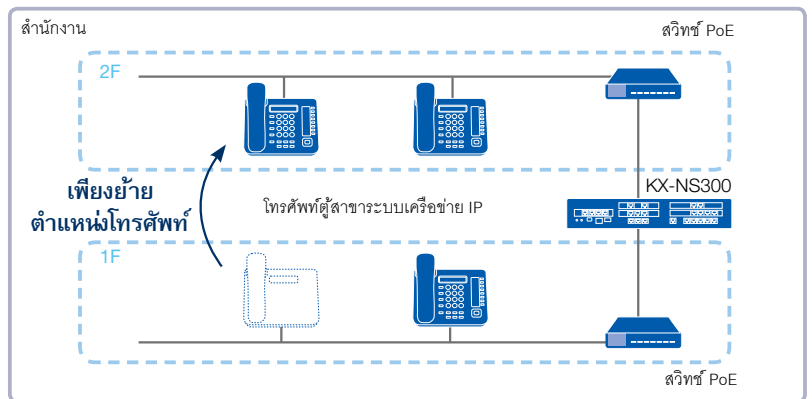 สำนักงาน
สวิทช์ PoE
2F
KX-NS300
เพียงย้าย
ตำแหน่งโทรศัพท์
โทรศัพท์ตู้สาขาระบบเครือข่าย IP
1F
สวิทช์ PoE